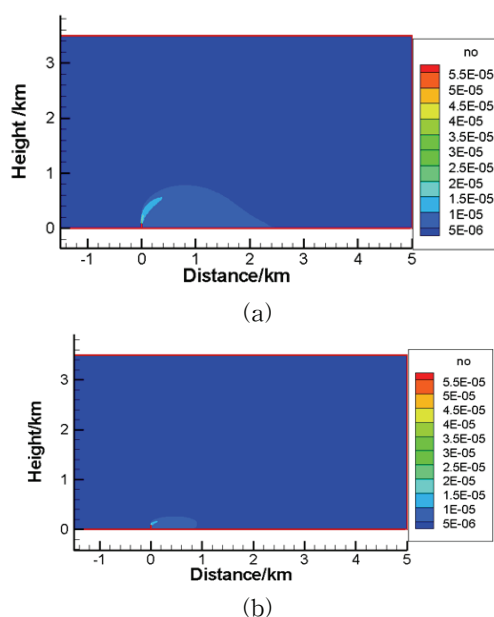 no
5.5E-05
5E-05
4.5E-05
4E-05
3.5E-05
3E-05
2.5E-05
2E-05
1.5E-05
1E-05
5E-06
Height /km
3
2
1
0
-1 0 1 2 3 4 5
Distance/km
(a)
no
5.5E-05
5E-05
4.5E-05
4E-05
3.5E-05
3E-05
2.5E-05
2E-05
1.5E-05
1E-05
5E-06
Height/km
3
2
1
0
-1 0 1 2 3 4 5
Distance/km
(b)